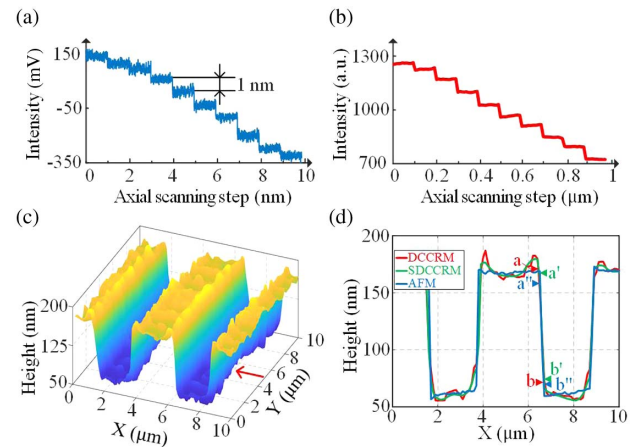 (a)
150
-50
-350
Intensity (mV)
1 nm
0 2 4 6 8 10
Axial scanning step (nm)
(b)
1300
1000
700
Intensity (a.u.)
0 0.2 0.4 0.6 0.8 1
Axial scanning step (μm)
(c)
200
125
50
Height (nm)
0 2 4 6 8 10
X (μm)
0 2 4 6 8 10
Y (μm)
(d)
200
150
100
50
Height (nm)
DCCRM
SDCCRM
AFM
a
a'
a''
b'
b
b''
0 2 4 6 8 10
X (μm)